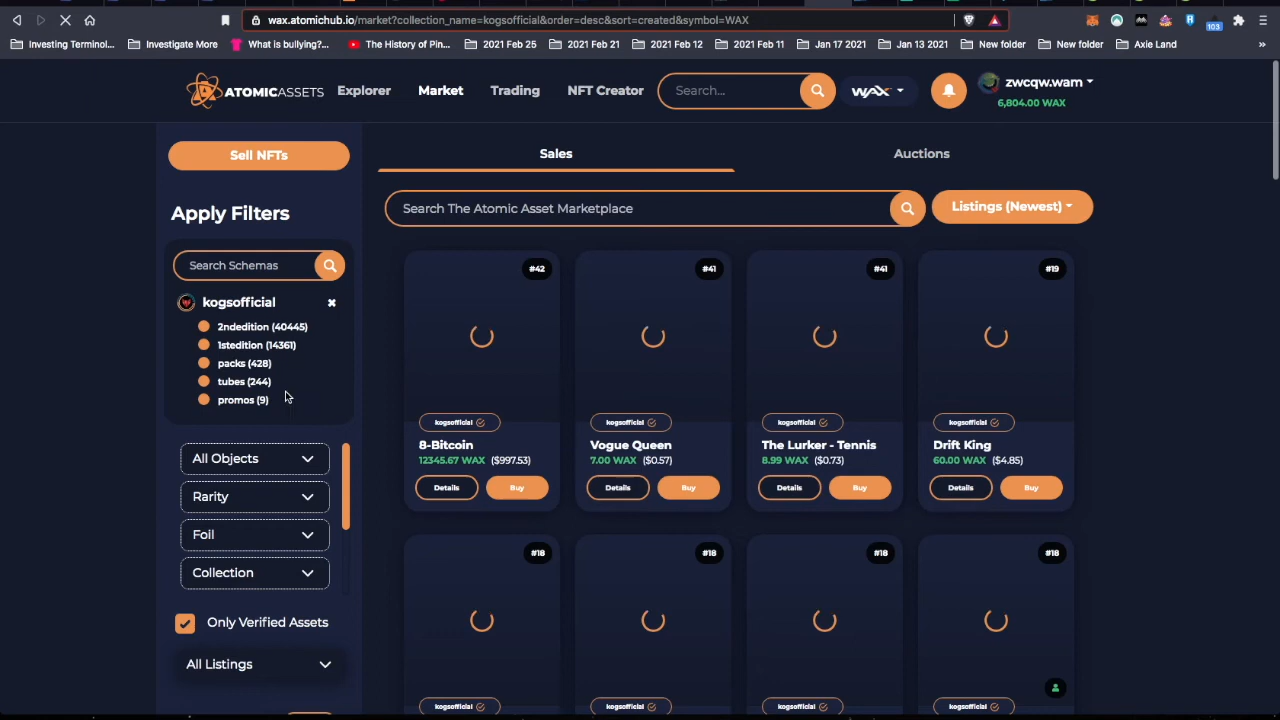 wax.atomichub.io/market?collection_name=kogsofficial&order=desc&sort=created&symbol=WAX
103
Investing Terminol... Investigate More What is bullying?... The History of Pin... 2021 Feb 25 2021 Feb 21 2021 Feb 12 2021 Feb 11 Jan 17 2021 Jan 13 2021 New folder New folder Axie Land »
ATOMICASSETS Explorer Market Trading NFT Creator Search... WAX zwcqw.wam
6,804.00 WAX
Sell NFTs
Sales Auctions
Apply Filters
Search The Atomic Asset Marketplace
Listings (Newest)
Search Schemas
kogsofficial
2ndedition (40445)
1stedition (14361)
packs (428)
tubes (244)
promos (9)
All Objects
Rarity
Foil
Collection
Only Verified Assets
All Listings
#42 #41 #41 #19
kogsofficial kogsofficial kogsofficial kogsofficial
8-Bitcoin Vogue Queen The Lurker - Tennis Drift King
12345.67 WAX ($997.53) 7.00 WAX ($0.57) 8.99 WAX ($0.73) 60.00 WAX ($4.85)
Details Buy Details Buy Details Buy Details Buy
#18 #18 #18 #18
kogsofficial kogsofficial kogsofficial kogsofficial